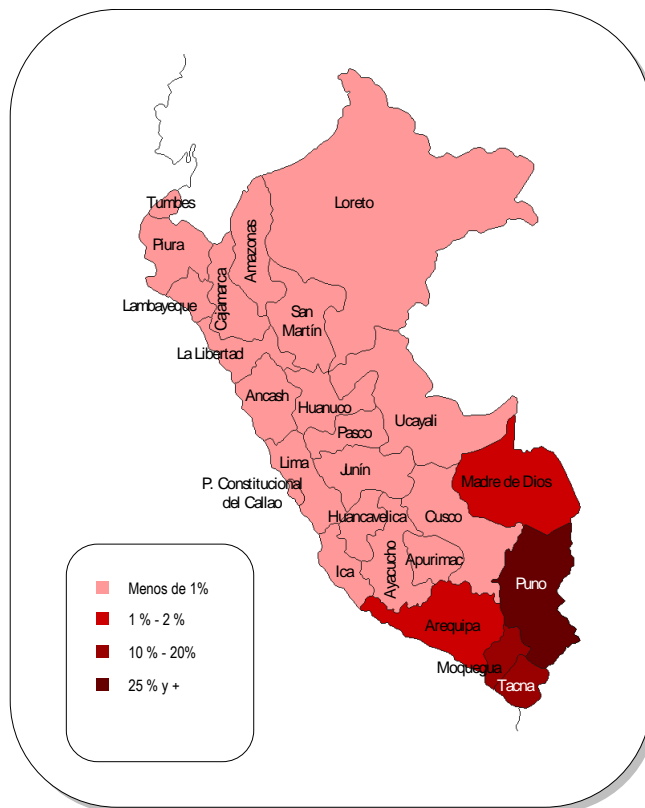 Tumbes
Loreto
Piura
Amazonas
Cajamarca
Lambayeque
San
Martín
La Libertad
Ancash
Huanuco
Ucayali
Pasco
Lima
Junín
Madre de Dios
P. Constitucional
del Callao
Huancavelica
Cusco
Ayacucho
Apurimac
Ica
Puno
Arequipa
Moquegua
Tacna
Menos de 1%
1 % - 2 %
10 % - 20%
25 % y +